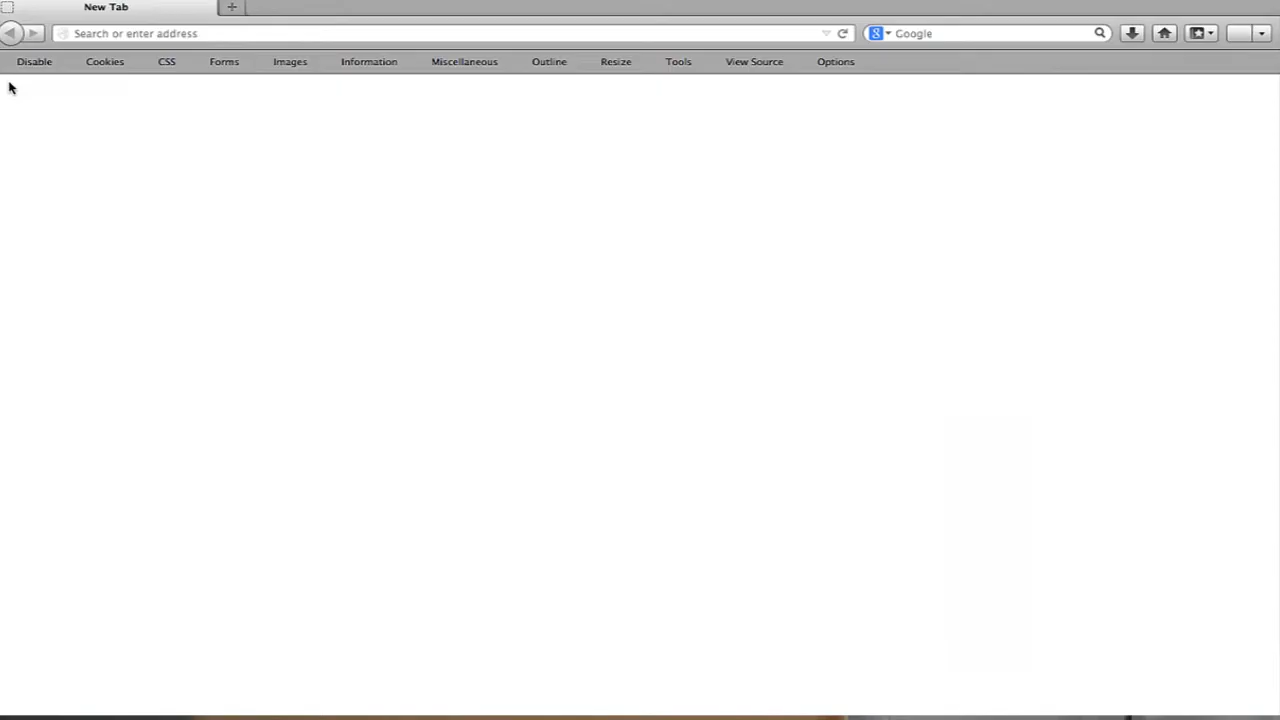 New Tab
Search or enter address
8 Google
Disable Cookies CSS Forms Images Information Miscellaneous Outline Resize Tools View Source Options